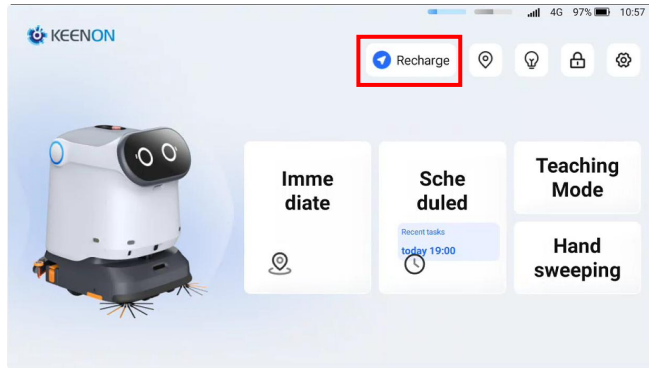 4G 97% 10:57
KEENON
Recharge
Imme
diate
Sche
duled
Recent tasks
today 19:00
Teaching
Mode
Hand
sweeping